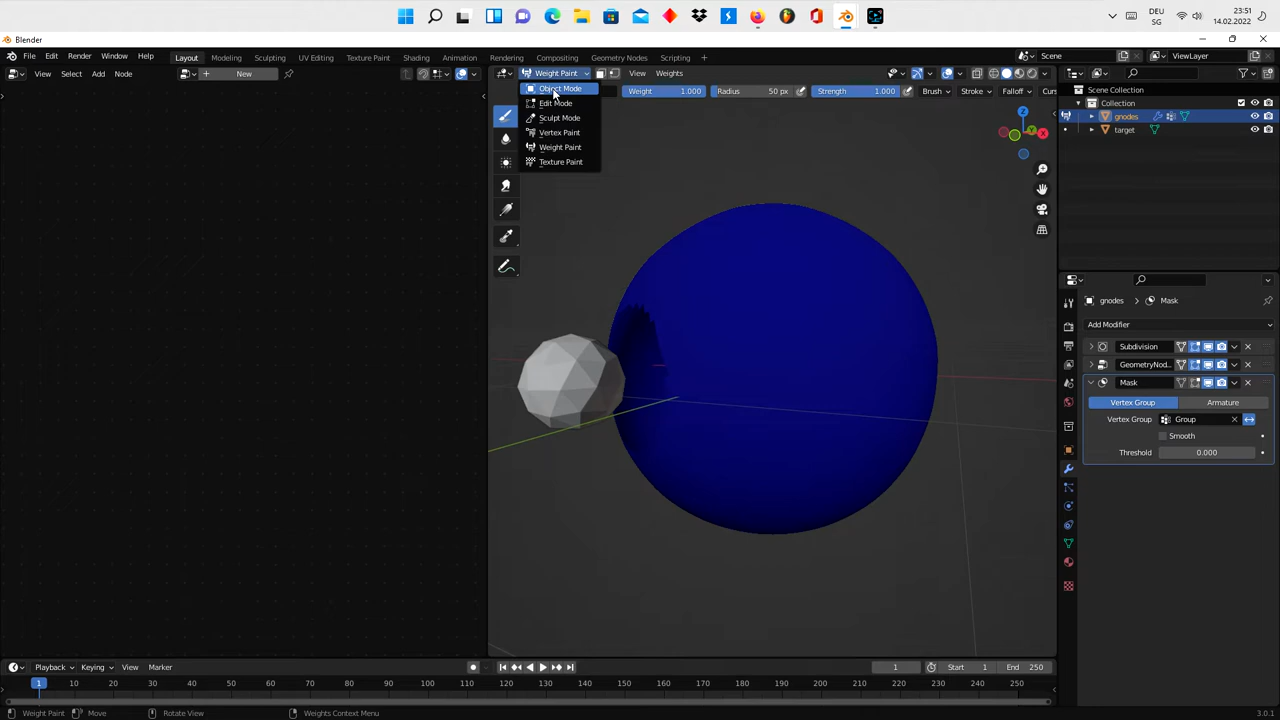 DEU
SG
23:51
14.02.2022
Blender
File Edit Render Window Help Layout Modeling Sculpting UV Editing Texture Paint Shading Animation Rendering Compositing Geometry Nodes Scripting + Scene ViewLayer
View Select Add Node + New Weight Paint View Weights
Object Mode
Edit Mode
Sculpt Mode
Vertex Paint
Weight Paint
Texture Paint
Weight 1.000 Radius 50 px Strength 1.000 Brush Stroke Falloff Curs
Z
Y
Scene Collection
Collection
gnodes
target
gnodes > Mask
Add Modifier
Subdivision
GeometryNod...
Mask
Vertex Group Armature
Vertex Group Group
Smooth
Threshold 0.000
Playback Keying View Marker 1 Start 1 End 250
1 10 20 30 40 50 60 70 80 90 100 110 120 130 140 150 160 170 180 190 200 210 220 230 240 250
Weight Paint Move Rotate View Weights Context Menu 3.0.1